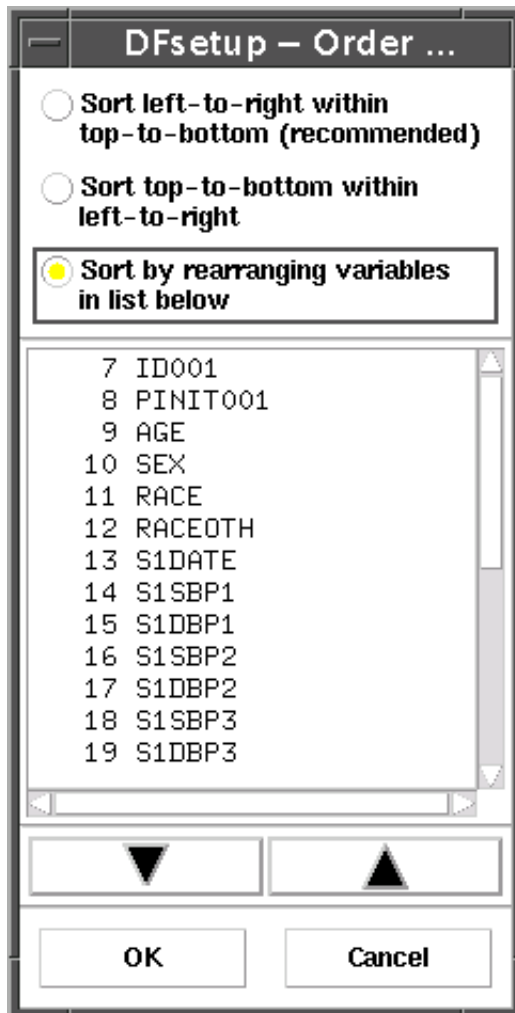 DFsetup – Order ...
Sort left-to-right within
top-to-bottom (recommended)
Sort top-to-bottom within
left-to-right
Sort by rearranging variables
in list below
7 ID001
8 PINIT001
9 AGE
10 SEX
11 RACE
12 RACEOTH
13 S1DATE
14 S1SBP1
15 S1DBP1
16 S1SBP2
17 S1DBP2
18 S1SBP3
19 S1DBP3
OK Cancel